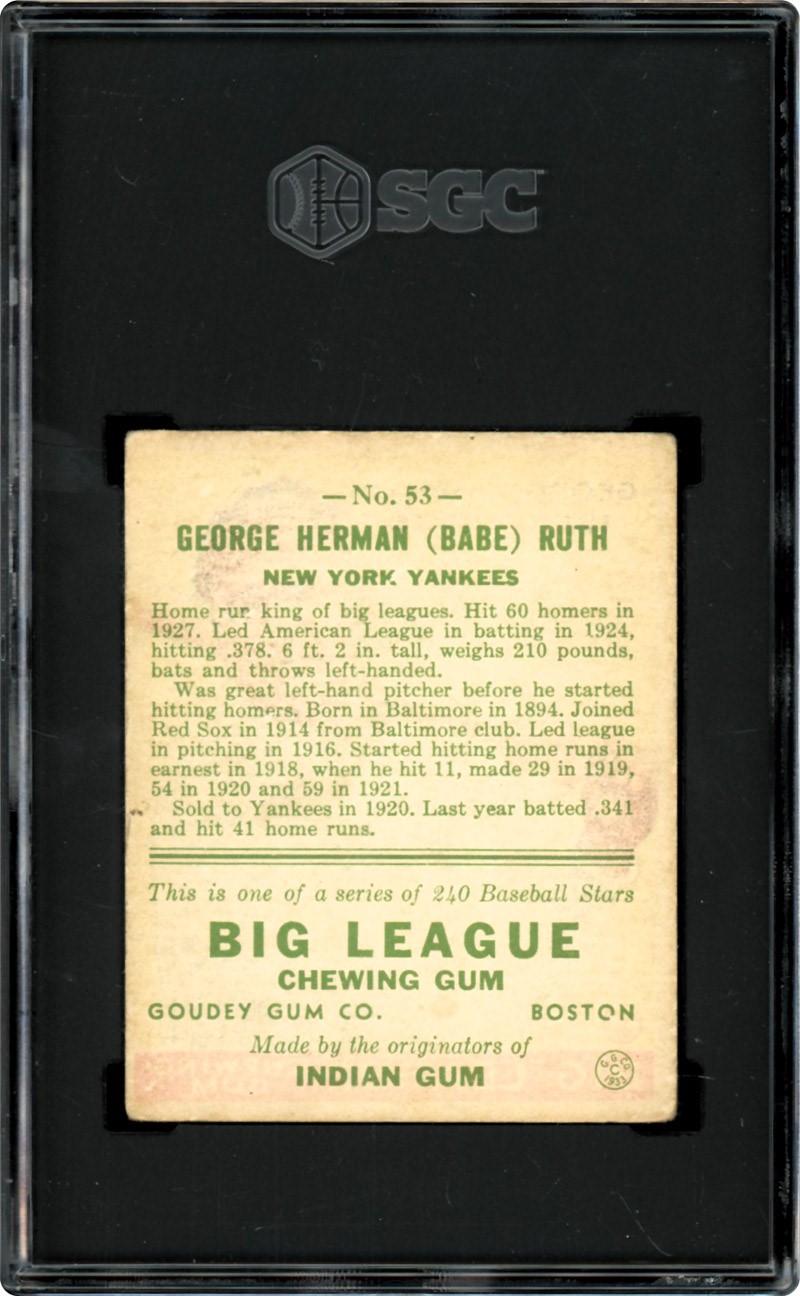 SGC
— No. 53 —
GEORGE HERMAN (BABE) RUTH
NEW YORK YANKEES
Home run king of big leagues. Hit 60 homers in
1927. Led American League in batting in 1924,
hitting .378. 6 ft. 2 in. tall, weighs 210 pounds,
bats and throws left-handed.
Was great left-hand pitcher before he started
hitting homers. Born in Baltimore in 1894. Joined
Red Sox in 1914 from Baltimore club. Led league
in pitching in 1916. Started hitting home runs in
earnest in 1918, when he hit 11, made 29 in 1919,
54 in 1920 and 59 in 1921.
Sold to Yankees in 1920. Last year batted .341
and hit 41 home runs.
This is one of a series of 240 Baseball Stars
BIG LEAGUE
CHEWING GUM
GOUDEY GUM CO. BOSTON
Made by the originators of
INDIAN GUM
G.G.CO.
C
1933